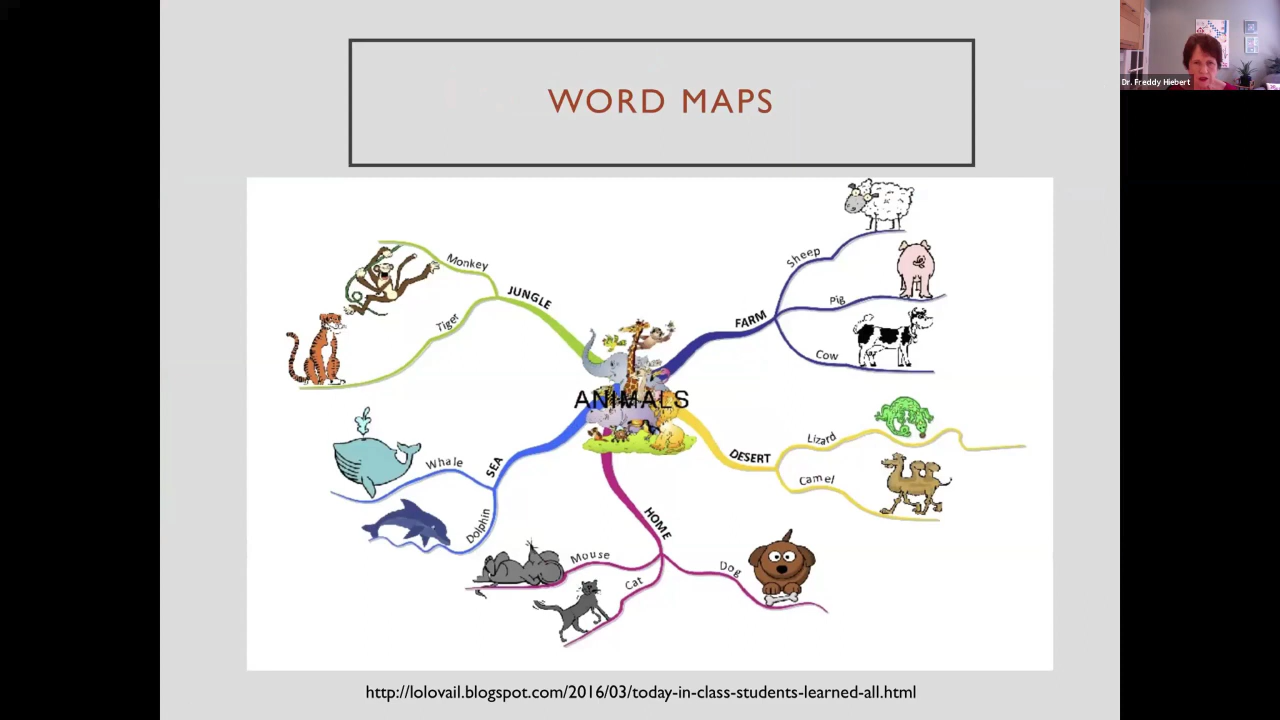 Dr. Freddy Hiebert
WORD MAPS
ANIMALS
JUNGLE
Monkey
Tiger
FARM
Sheep
Pig
Cow
DESERT
Lizard
Camel
SEA
Whale
Dolphin
HOME
Mouse
Cat
Dog
http://lolovail.blogspot.com/2016/03/today-in-class-students-learned-all.html